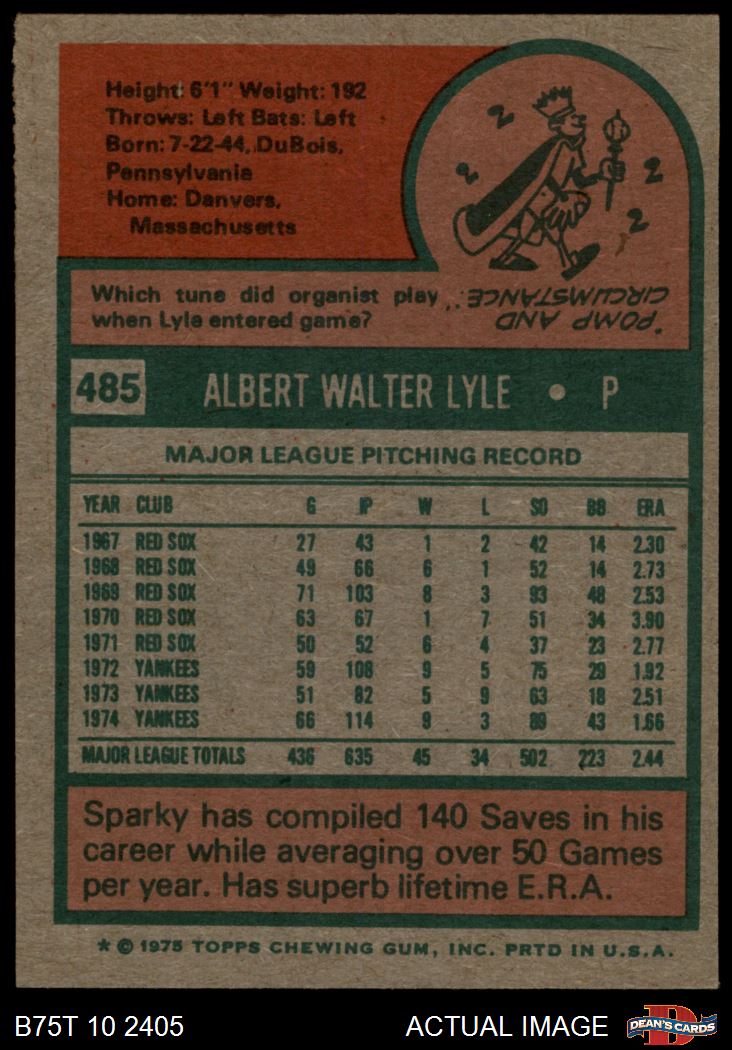 Height: 6'1" Weight: 192
Throws: Left Bats: Left
Born: 7-22-44, DuBois,
Pennsylvania
Home: Danvers,
Massachusetts
2
2
2
2
Which tune did organist play
when Lyle entered game?
"POMP AND
CIRCUMSTANCE."
485 ALBERT WALTER LYLE • P
MAJOR LEAGUE PITCHING RECORD
YEAR CLUB G IP W L SO BB ERA
1967 RED SOX 27 43 1 2 42 14 2.30
1968 RED SOX 49 66 6 1 52 14 2.73
1969 RED SOX 71 103 8 3 93 48 2.53
1970 RED SOX 63 67 1 7 51 34 3.90
1971 RED SOX 50 52 6 4 37 23 2.77
1972 YANKEES 59 108 9 5 75 29 1.92
1973 YANKEES 51 82 5 9 63 18 2.51
1974 YANKEES 66 114 9 3 89 43 1.66
MAJOR LEAGUE TOTALS 436 635 45 34 502 223 2.44
Sparky has compiled 140 Saves in his
career while averaging over 50 Games
per year. Has superb lifetime E.R.A.
* © 1975 TOPPS CHEWING GUM, INC. PRTD IN U.S.A.
B75T 10 2405 ACTUAL IMAGE D DEAN'S CARDS